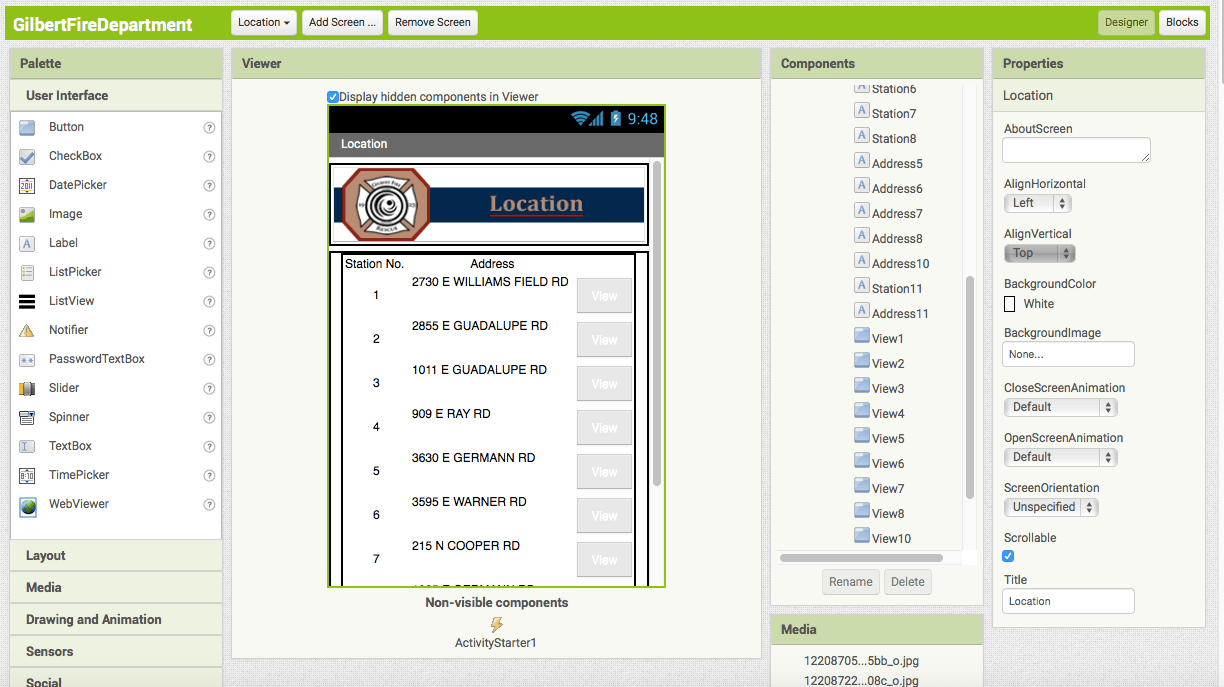 GilbertFireDepartment
Location
Add Screen ...
Remove Screen
Designer
Blocks
Palette
User Interface
Button
?
CheckBox
?
DatePicker
?
Image
?
Label
?
ListPicker
?
ListView
?
Notifier
?
PasswordTextBox
?
Slider
?
Spinner
?
TextBox
?
TimePicker
?
WebViewer
?
Layout
Media
Drawing and Animation
Sensors
Social
Viewer
Display hidden components in Viewer
9:48
Location
Location
Station No. Address
1 2730 E WILLIAMS FIELD RD View
2 2855 E GUADALUPE RD View
3 1011 E GUADALUPE RD View
4 909 E RAY RD View
5 3630 E GERMANN RD View
6 3595 E WARNER RD View
7 215 N COOPER RD View
Non-visible components
ActivityStarter1
Components
Station6
Station7
Station8
Address5
Address6
Address7
Address8
Address10
Station11
Address11
View1
View2
View3
View4
View5
View6
View7
View8
View10
Rename
Delete
Media
12208705...5bb_o.jpg
12208722...08c_o.jpg
Properties
Location
AboutScreen
AlignHorizontal
Left
AlignVertical
Top
BackgroundColor
White
BackgroundImage
None...
CloseScreenAnimation
Default
OpenScreenAnimation
Default
ScreenOrientation
Unspecified
Scrollable
Title
Location